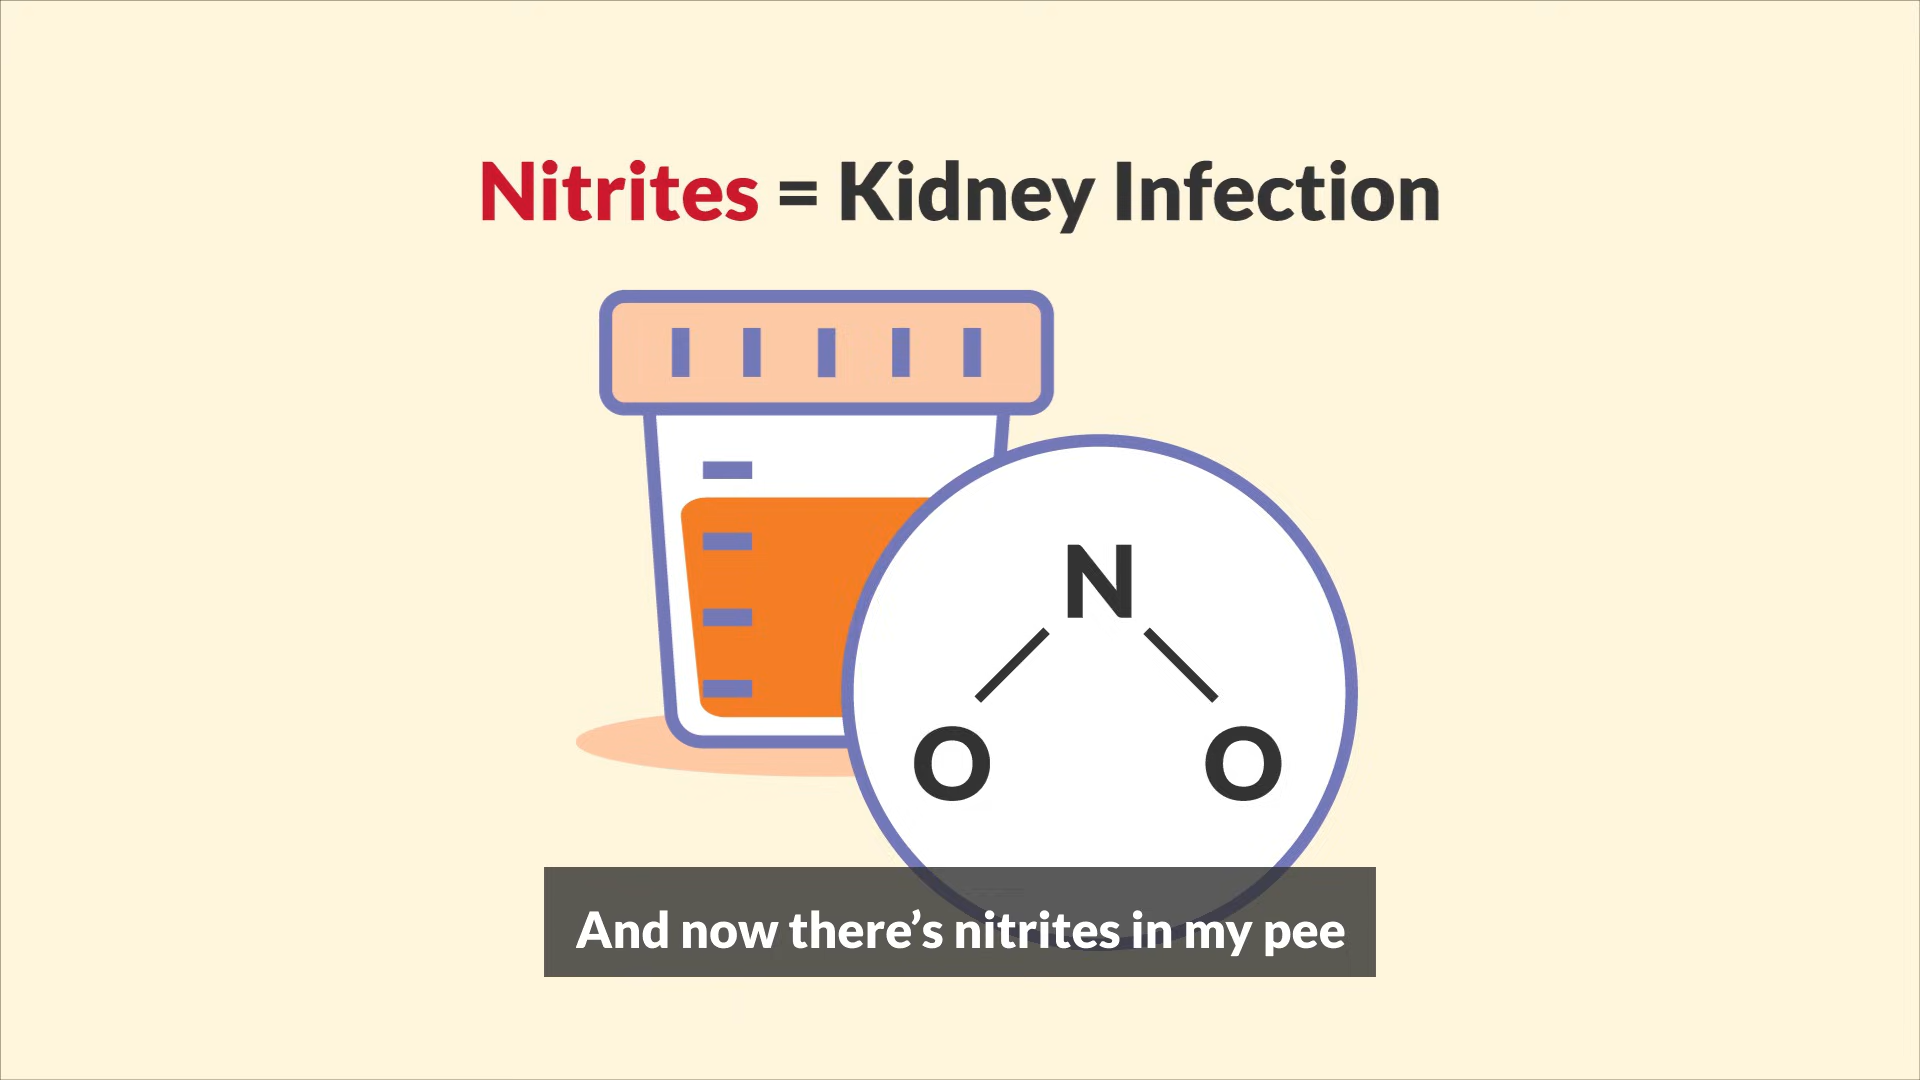 Nitrites = Kidney Infection
N
O O
And now there’s nitrites in my pee